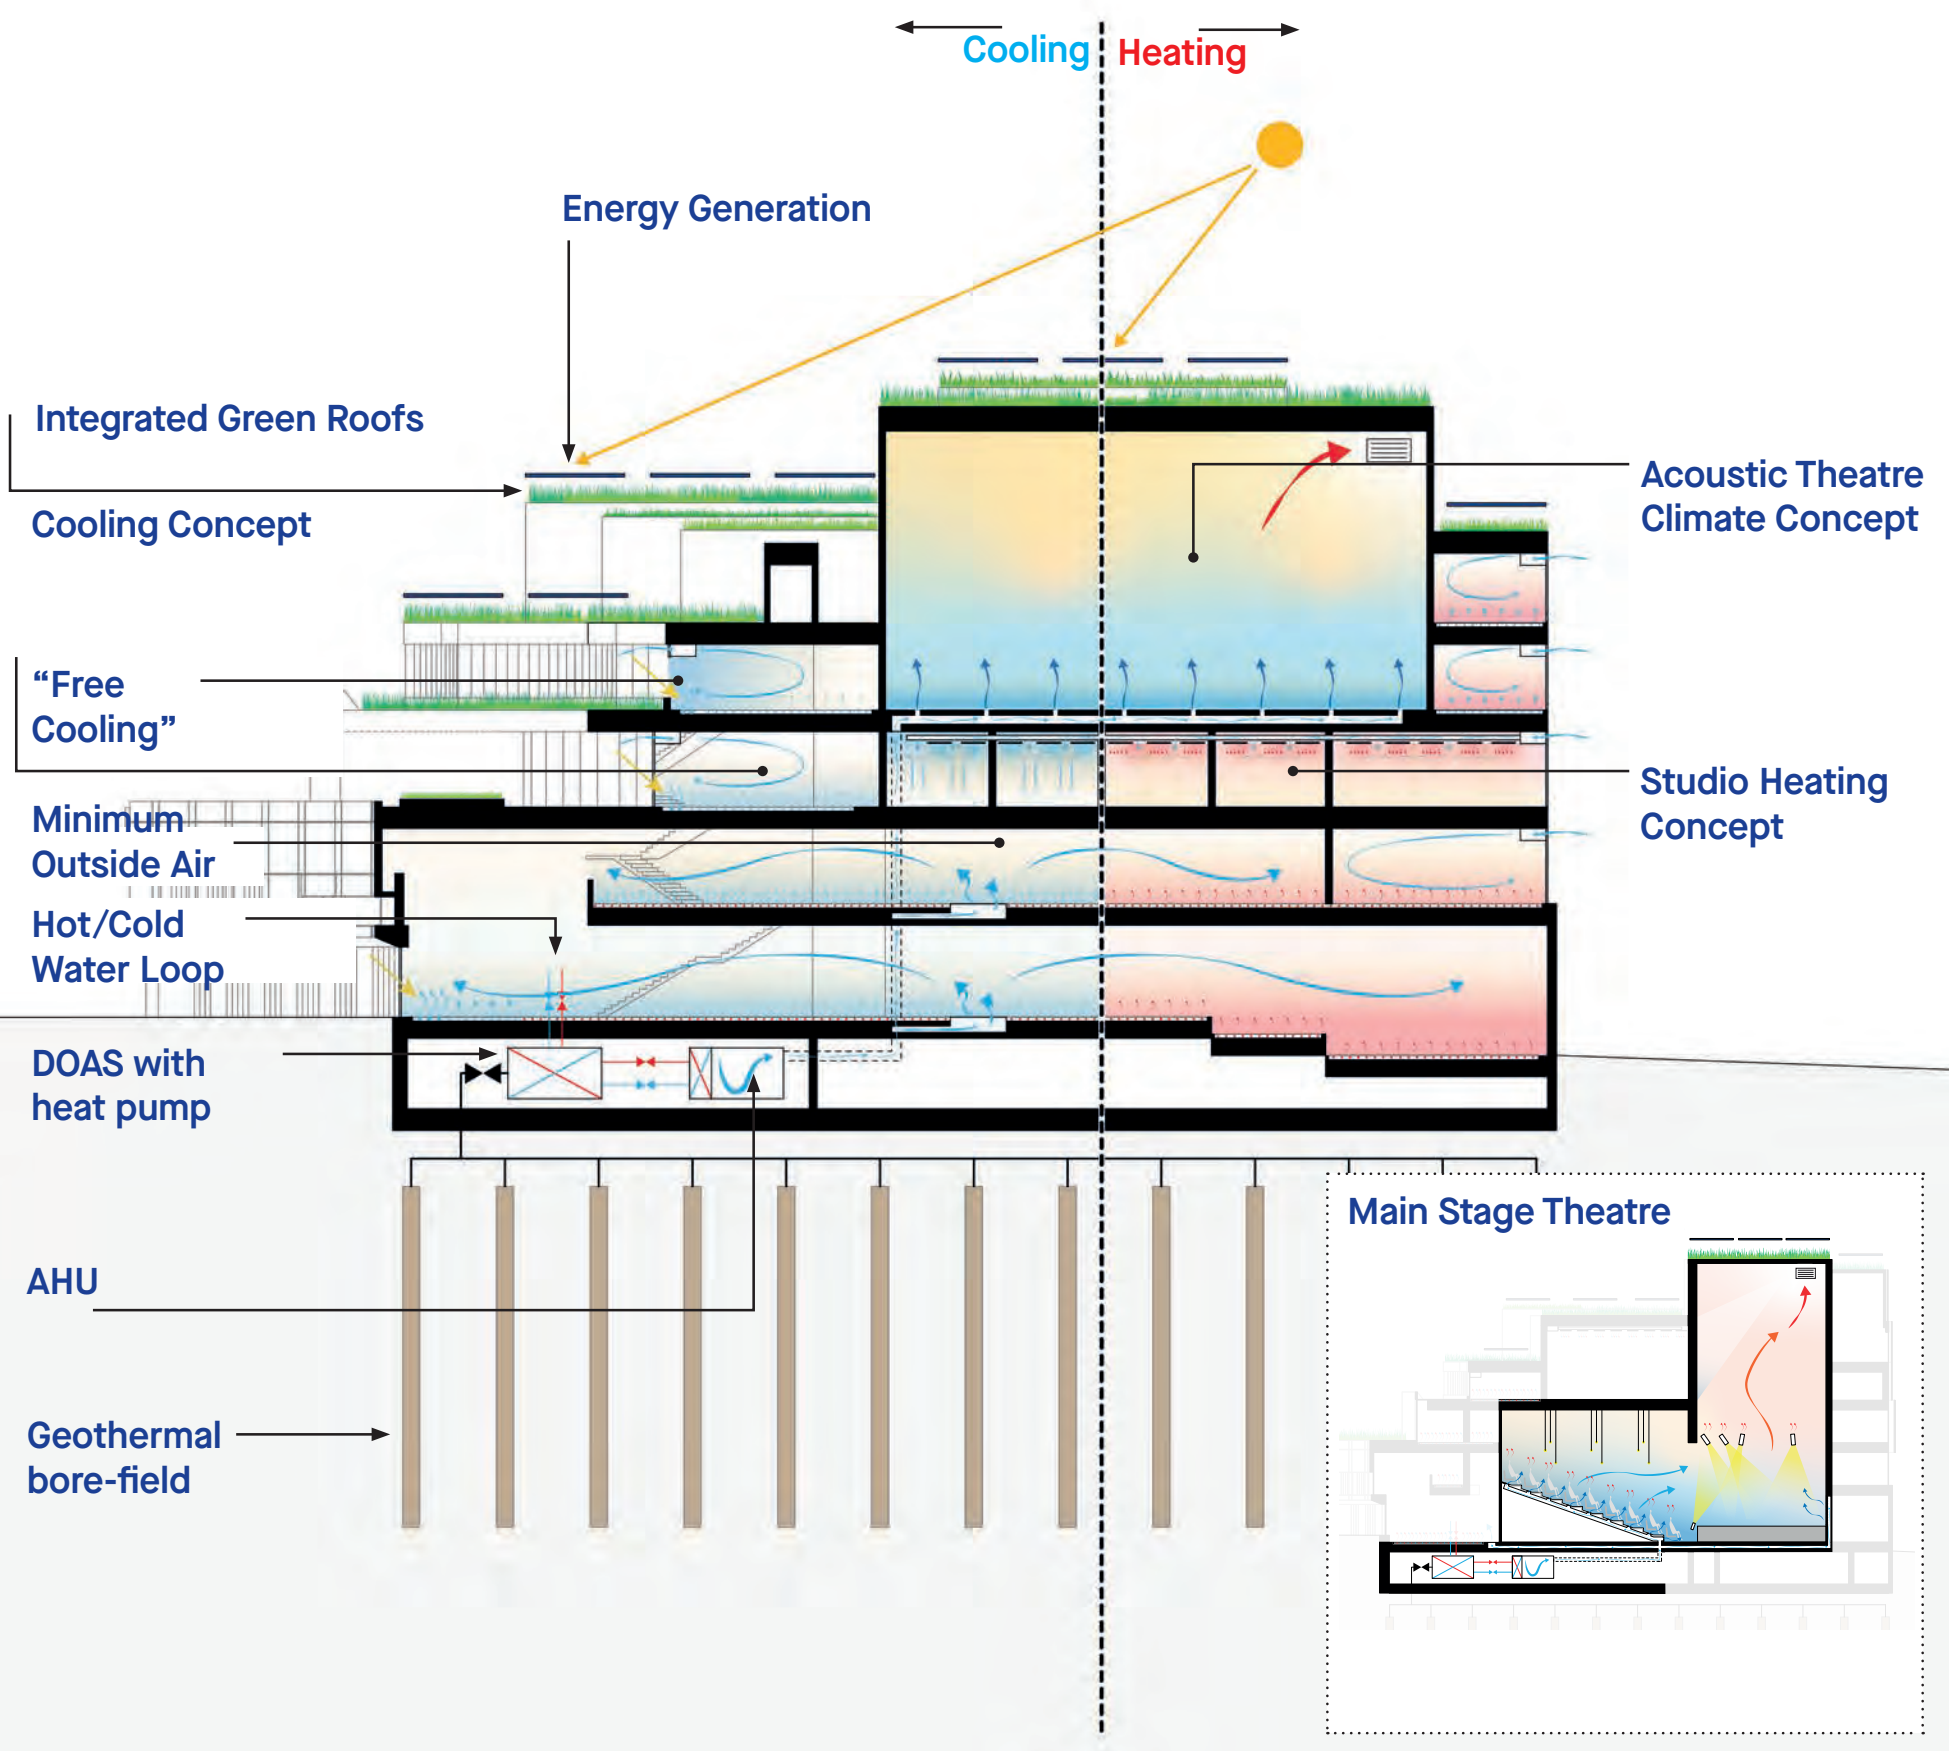 Cooling
Heating
Energy Generation
Integrated Green Roofs
Cooling Concept
Acoustic Theatre
Climate Concept
“Free
Cooling”
Studio Heating
Concept
Minimum
Outside Air
Hot/Cold
Water Loop
DOAS with
heat pump
AHU
Geothermal
bore-field
Main Stage Theatre